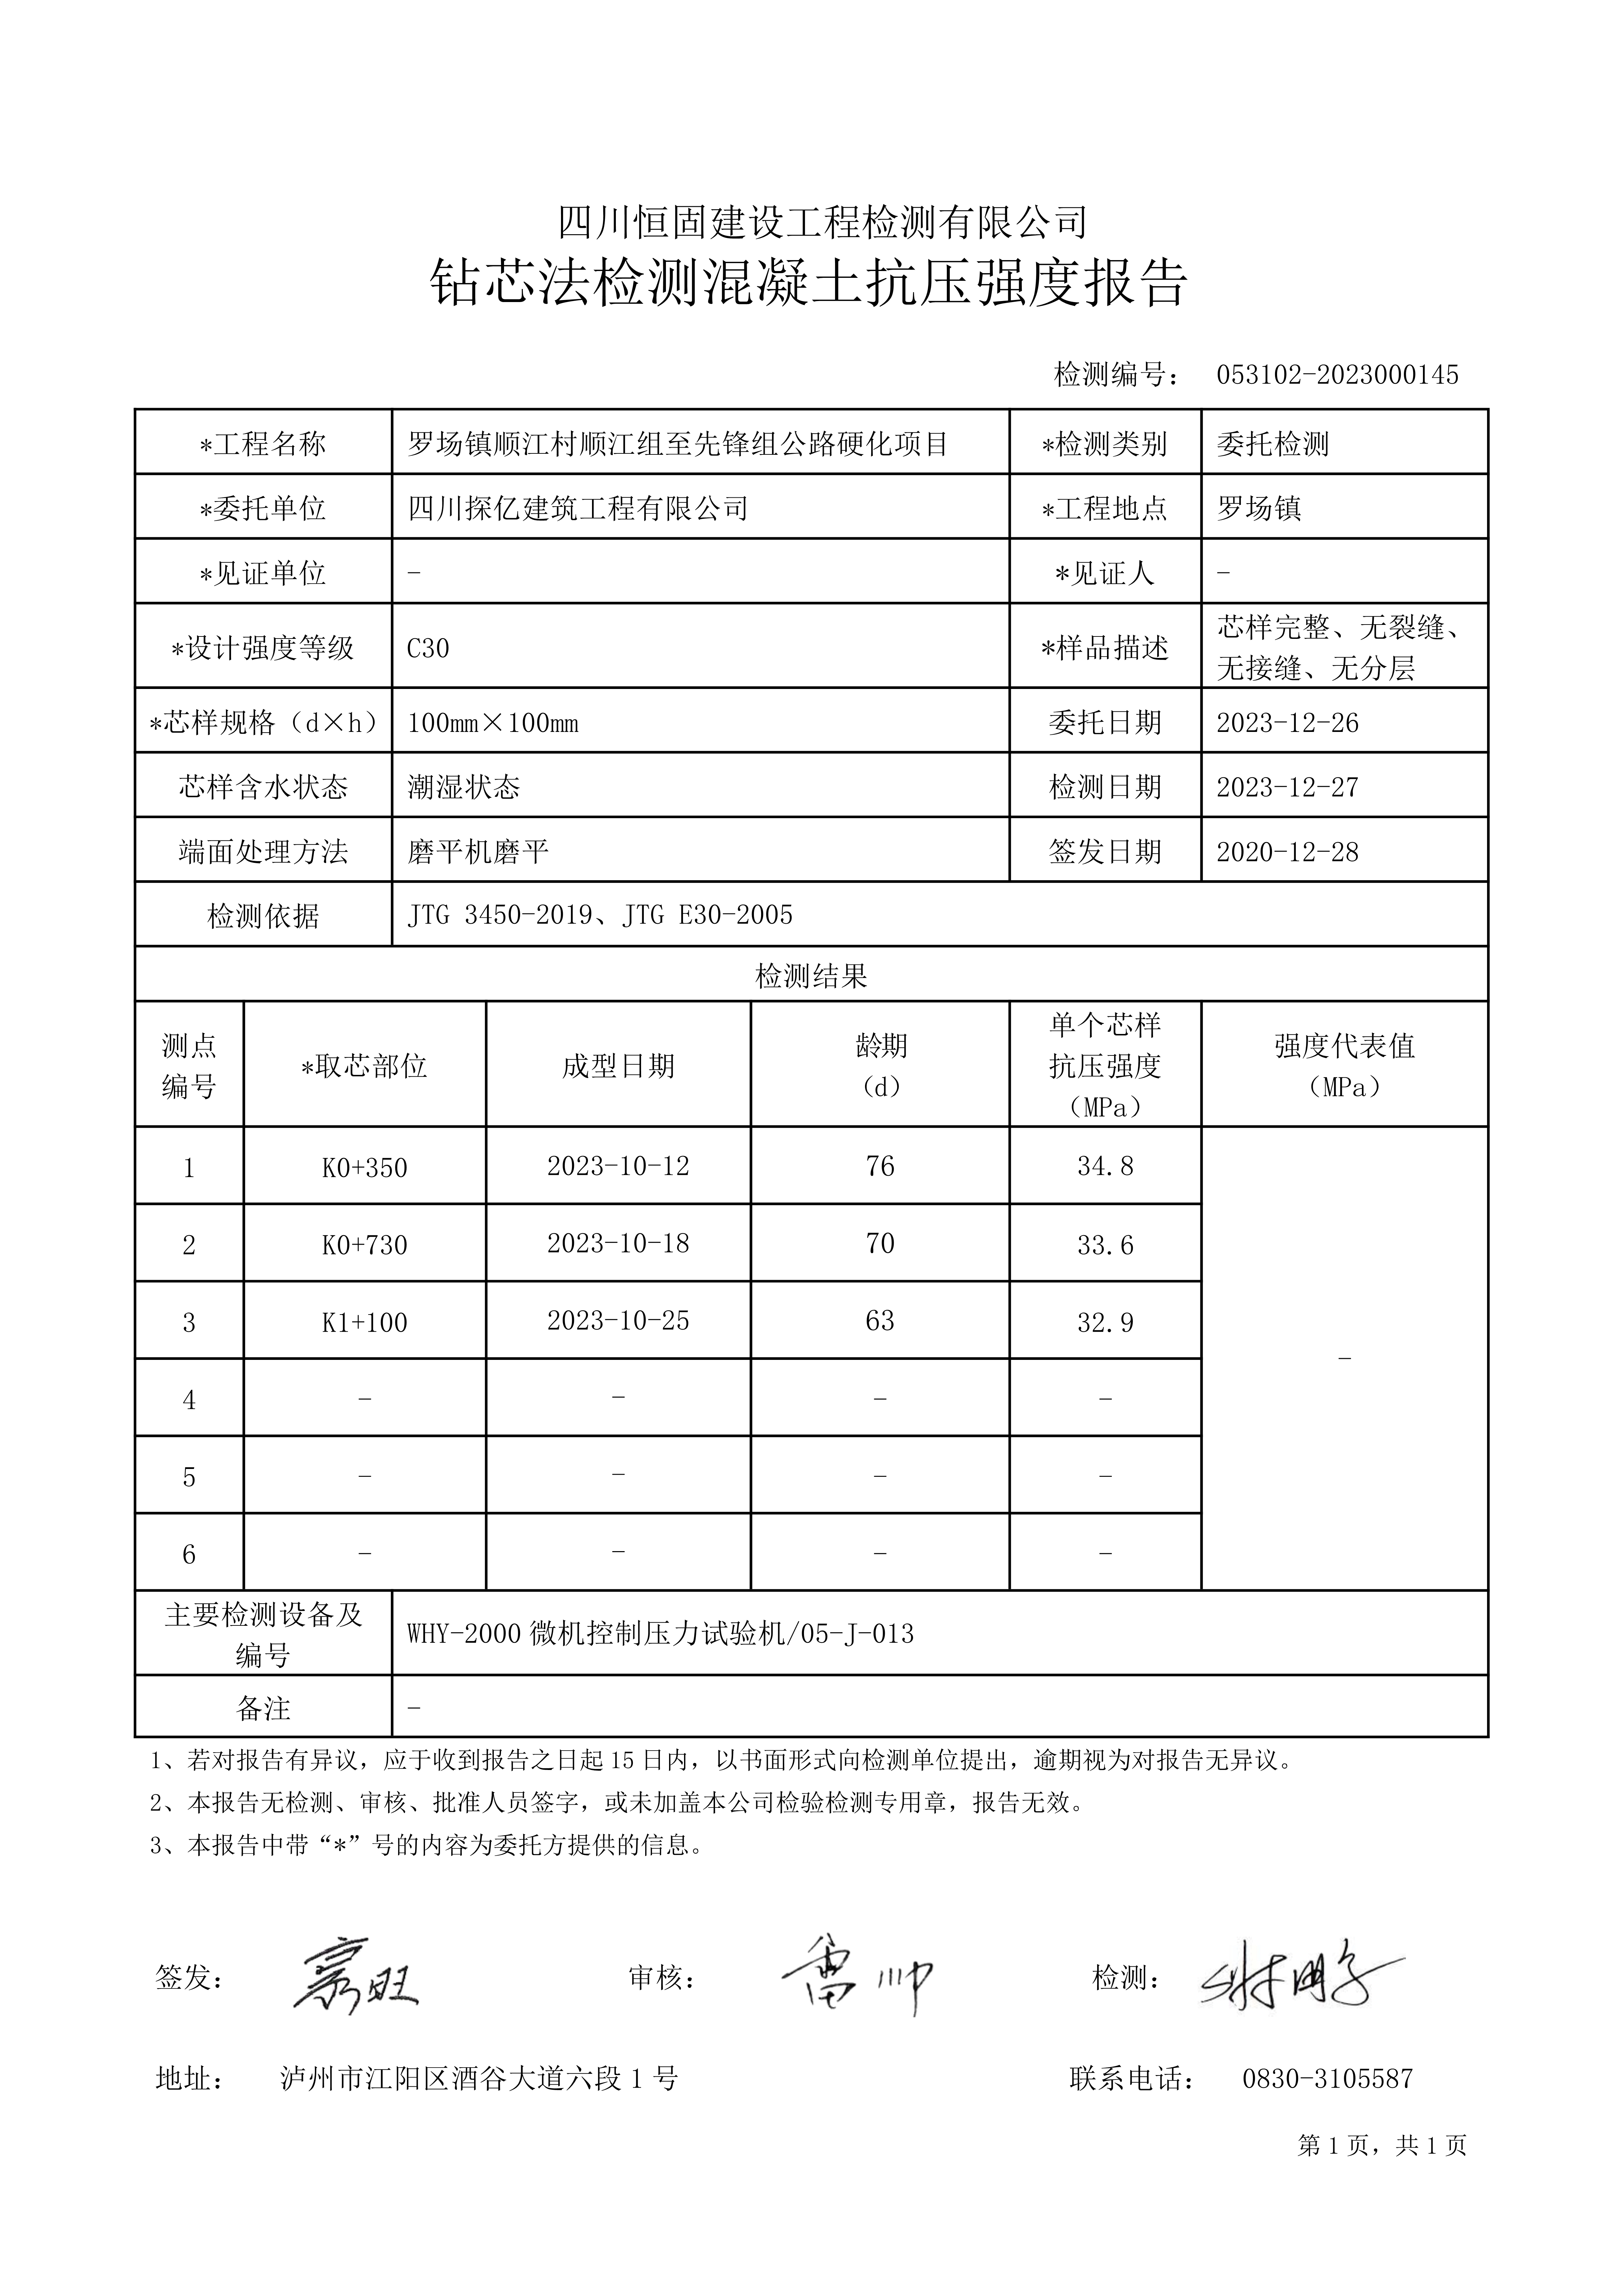 四川恒固建设工程检测有限公司
钻芯法检测混凝土抗压强度报告
检测编号： 053102-2023000145
*工程名称 罗场镇顺江村顺江组至先锋组公路硬化项目 *检测类别 委托检测
*委托单位 四川探亿建筑工程有限公司 *工程地点 罗场镇
*见证单位 - *见证人 -
*设计强度等级 C30 *样品描述 芯样完整、无裂缝、
无接缝、无分层
*芯样规格（d×h） 100mm×100mm 委托日期 2023-12-26
芯样含水状态 潮湿状态 检测日期 2023-12-27
端面处理方法 磨平机磨平 签发日期 2020-12-28
检测依据 JTG 3450-2019、JTG E30-2005
检测结果
测点
编号
*取芯部位
成型日期
龄期
（d）
单个芯样
抗压强度
（MPa）
强度代表值
（MPa）
1 K0+350 2023-10-12 76 34.8
2 K0+730 2023-10-18 70 33.6
3 K1+100 2023-10-25 63 32.9
-
4 - - - -
5 - - - -
6 - - - -
主要检测设备及
编号
WHY-2000 微机控制压力试验机/05-J-013
备注 -
1、若对报告有异议，应于收到报告之日起 15 日内，以书面形式向检测单位提出，逾期视为对报告无异议。
2、本报告无检测、审核、批准人员签字，或未加盖本公司检验检测专用章，报告无效。
3、本报告中带“*”号的内容为委托方提供的信息。
签发： 审核： 雷帅 检测：
地址： 泸州市江阳区酒谷大道六段 1 号 联系电话： 0830-3105587
第 1 页，共 1 页